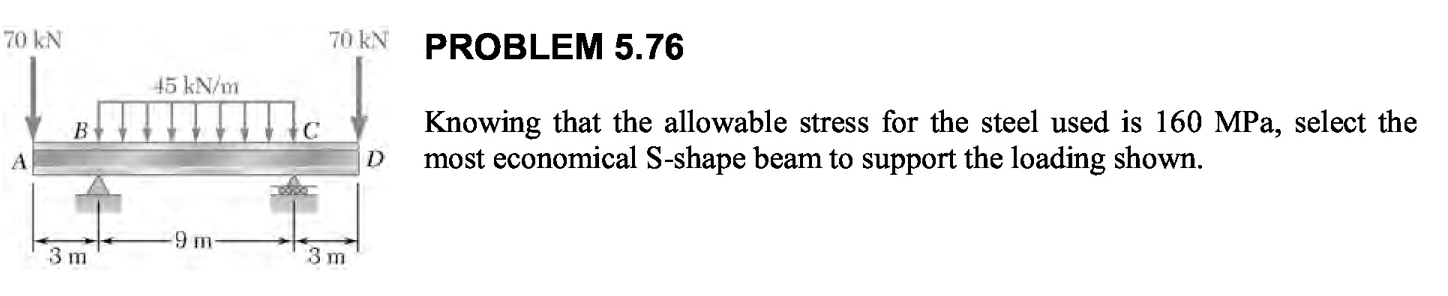 70 kN
70 kN
PROBLEM 5.76
45 kN/m
Knowing that the allowable stress for the steel used is 160 MPa, select the
most economical S-shape beam to support the loading shown.
B
C
A
D
9 m
3 m
3 m